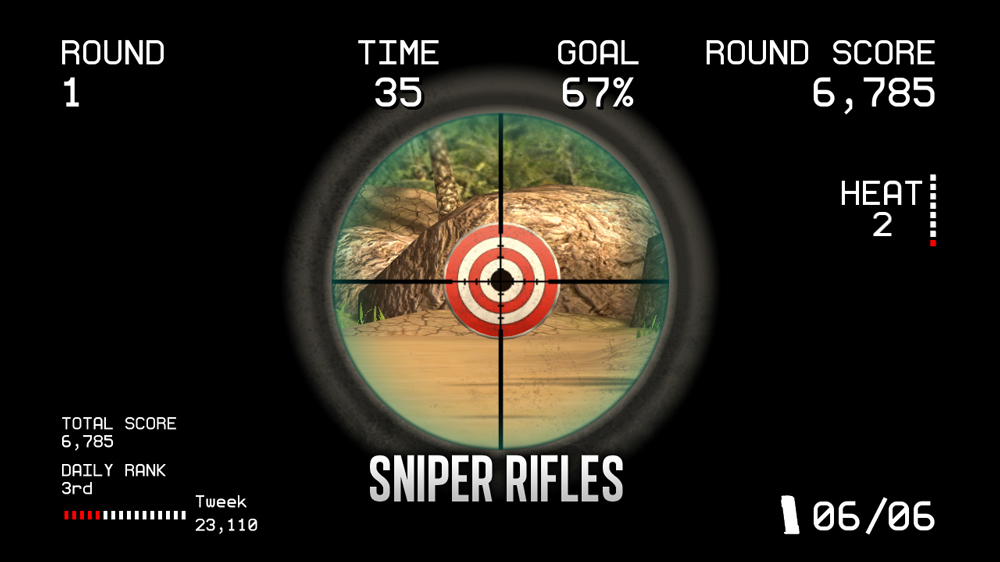 ROUND
1
TIME
35
GOAL
67%
ROUND SCORE
6,785
HEAT
2
TOTAL SCORE
6,785
DAILY RANK
3rd
Tweek
23,110
SNIPER RIFLES
06/06